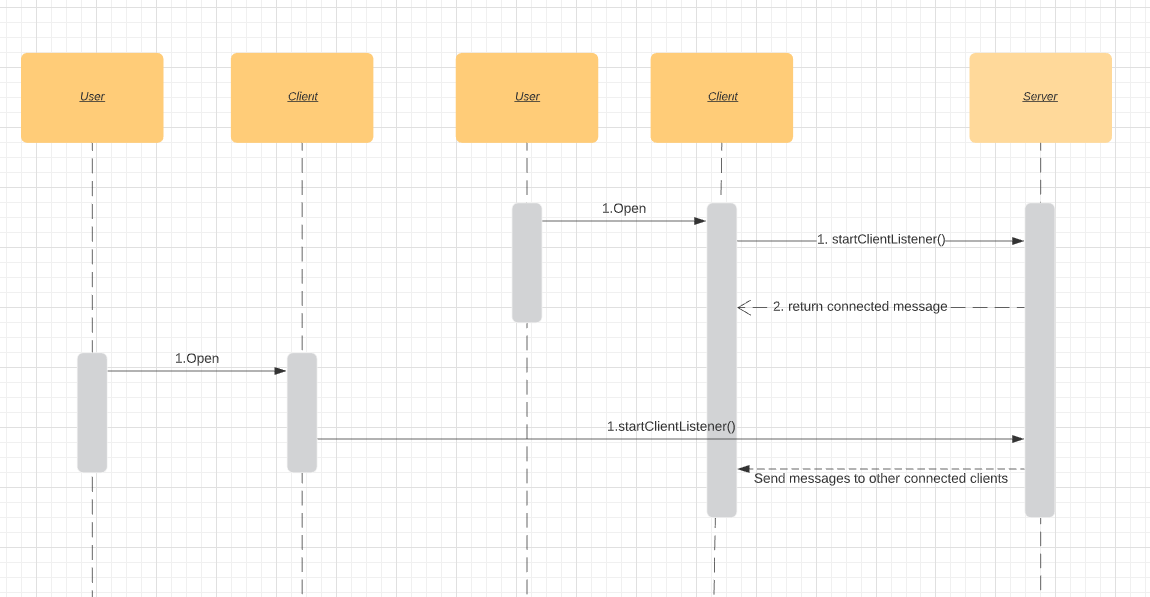 User
Client
User
Client
Server
1.Open
1. startClientListener()
2. return connected message
1.Open
1.startClientListener()
Send messages to other connected clients